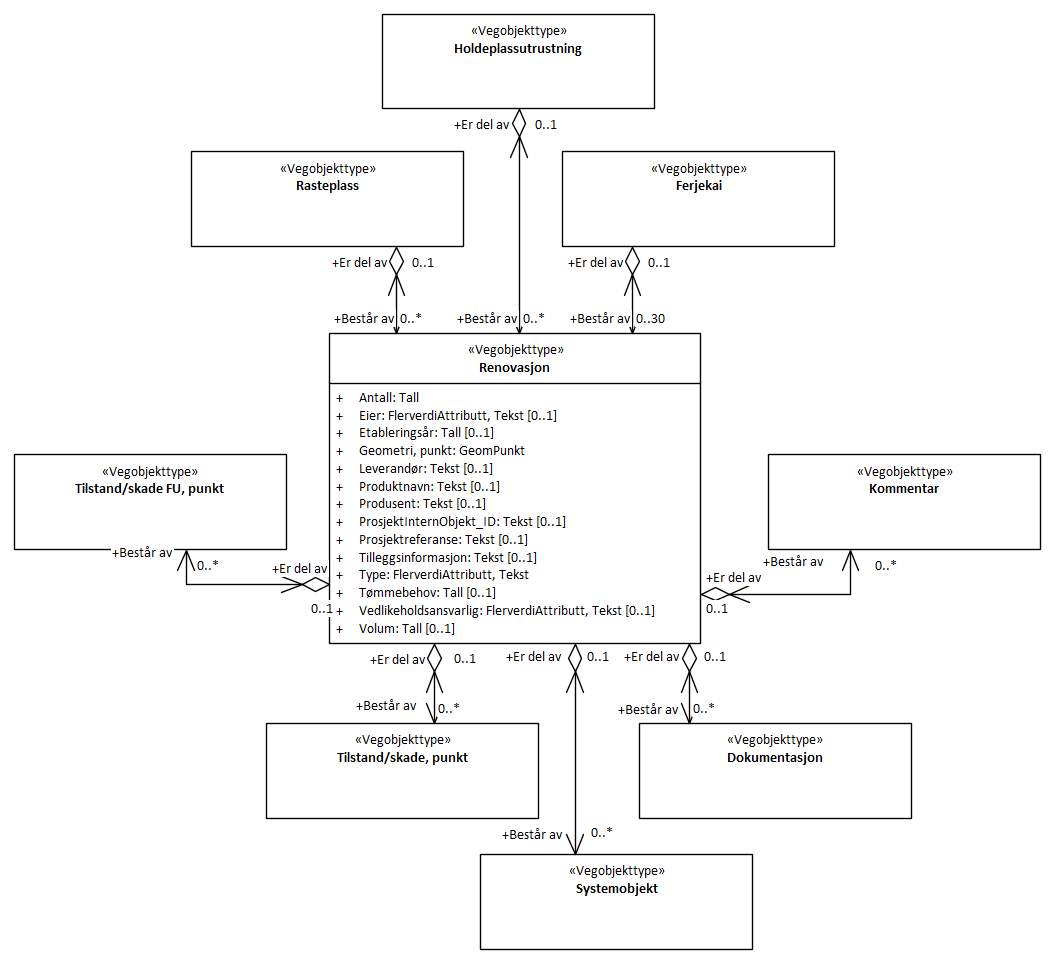 «Vegobjekttype»
Holdeplassutrustning
+Er del av 0..1
«Vegobjekttype»
Rasteplass
«Vegobjekttype»
Ferjekai
+Er del av 0..1
+Er del av 0..1
+Består av 0..*
+Består av 0..*
+Består av 0..30
«Vegobjekttype»
Renovasjon
+ Antall: Tall
+ Eier: FlerverdiAttributt, Tekst [0..1]
+ Etableringsår: Tall [0..1]
+ Geometri, punkt: GeomPunkt
+ Leverandør: Tekst [0..1]
+ Produktnavn: Tekst [0..1]
+ Produsent: Tekst [0..1]
+ ProsjektInternObjekt_ID: Tekst [0..1]
+ Prosjektreferanse: Tekst [0..1]
+ Tilleggsinformasjon: Tekst [0..1]
+ Type: FlerverdiAttributt, Tekst
+ Tømmebehov: Tall [0..1]
+ Vedlikeholdsansvarlig: FlerverdiAttributt, Tekst [0..1]
+ Volum: Tall [0..1]
«Vegobjekttype»
Tilstand/skade FU, punkt
+Består av
0..*
+Er del av
0..1
«Vegobjekttype»
Kommentar
+Består av 0..*
+Er del av
0..1
+Er del av 0..1
+Er del av 0..1
+Er del av 0..1
+Består av 0..*
+Består av 0..*
«Vegobjekttype»
Tilstand/skade, punkt
«Vegobjekttype»
Dokumentasjon
+Består av 0..*
«Vegobjekttype»
Systemobjekt